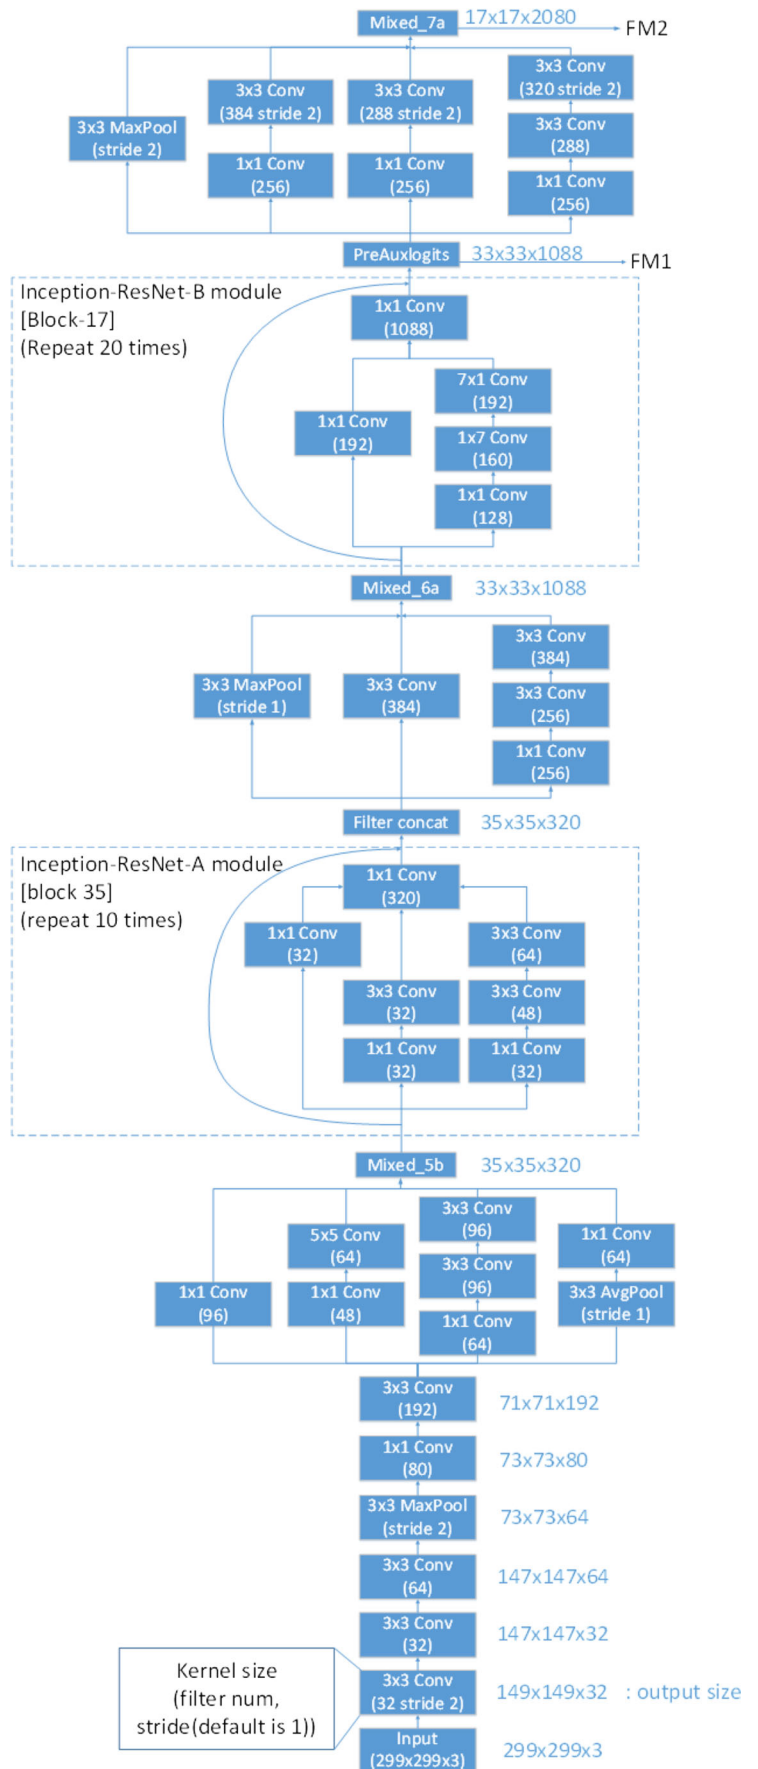 Mixed_7a 17x17x2080
FM2
3x3 MaxPool
(stride 2)
3x3 Conv
(384 stride 2)
1x1 Conv
(256)
3x3 Conv
(288 stride 2)
1x1 Conv
(256)
3x3 Conv
(320 stride 2)
3x3 Conv
(288)
1x1 Conv
(256)
PreAuxlogits 33x33x1088
FM1
Inception-ResNet-B module
[Block-17]
(Repeat 20 times)
1x1 Conv
(1088)
1x1 Conv
(192)
7x1 Conv
(192)
1x7 Conv
(160)
1x1 Conv
(128)
Mixed_6a 33x33x1088
3x3 MaxPool
(stride 1)
3x3 Conv
(384)
3x3 Conv
(384)
3x3 Conv
(256)
1x1 Conv
(256)
Filter concat 35x35x320
Inception-ResNet-A module
[block 35]
(repeat 10 times)
1x1 Conv
(320)
1x1 Conv
(32)
3x3 Conv
(32)
1x1 Conv
(32)
3x3 Conv
(64)
3x3 Conv
(48)
1x1 Conv
(32)
Mixed_5b 35x35x320
1x1 Conv
(96)
5x5 Conv
(64)
1x1 Conv
(48)
3x3 Conv
(96)
3x3 Conv
(96)
1x1 Conv
(64)
1x1 Conv
(64)
3x3 AvgPool
(stride 1)
3x3 Conv
(192)
71x71x192
1x1 Conv
(80)
73x73x80
3x3 MaxPool
(stride 2)
73x73x64
3x3 Conv
(64)
147x147x64
3x3 Conv
(32)
147x147x32
Kernel size
(filter num,
stride(default is 1))
3x3 Conv
(32 stride 2)
149x149x32 : output size
Input
(299x299x3)
299x299x3